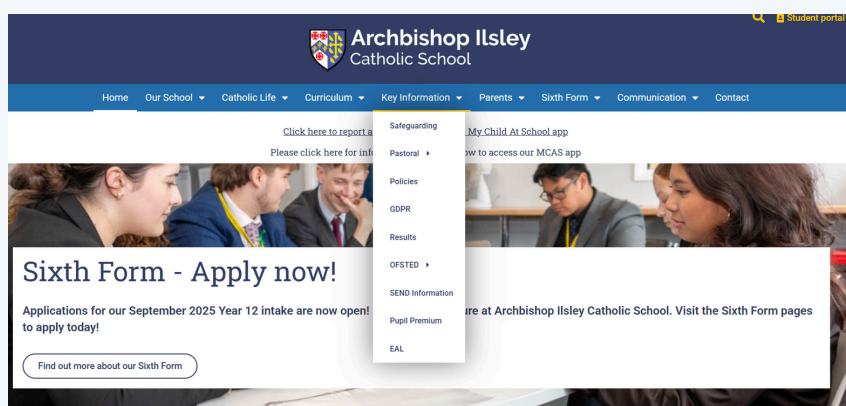 Student portal
Archbishop Ilsley
Catholic School
Home Our School Catholic Life Curriculum Key Information Parents Sixth Form Communication Contact
Click here to report a My Child At School app
Please click here for to access our MCAS app
Safeguarding
Pastoral
Policies
GDPR
Results
OFSTED
SEND Information
Pupil Premium
EAL
Sixth Form - Apply now!
Applications for our September 2025 Year 12 intake are now open! at Archbishop Ilsley Catholic School. Visit the Sixth Form pages
to apply today!
Find out more about our Sixth Form